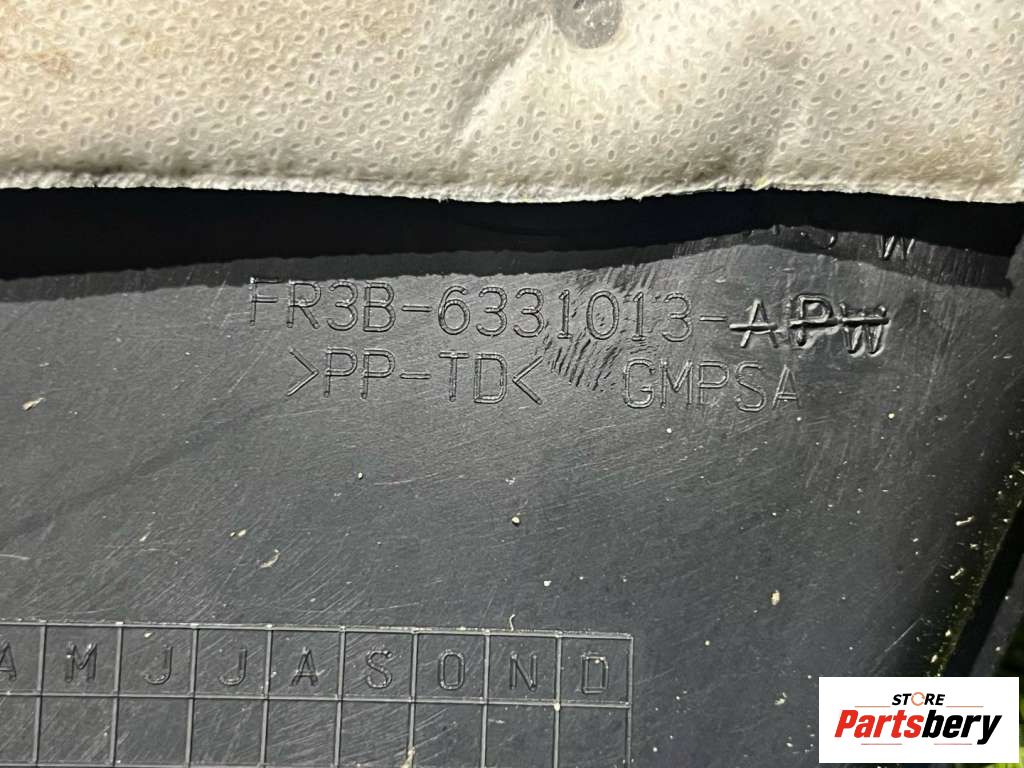 FR3B-6331013-APW
>PP-TD< GMPSA
A M J J A S O N D
STORE
Partsbery